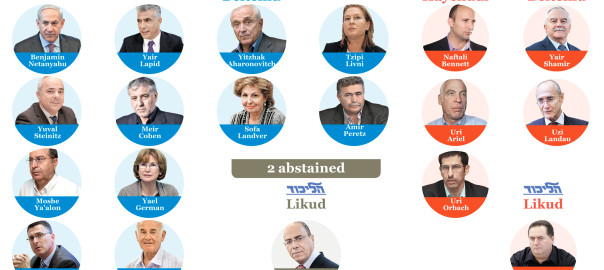 Benjamin
Netanyahu
Yair
Lapid
Yitzhak
Aharonovitch
Tzipi
Livni
Naftali
Bennett
Yair
Shamir
Yuval
Steinitz
Meir
Cohen
Sofa
Landver
Amir
Peretz
Uri
Ariel
Uzi
Landau
Moshe
Ya'alon
Yael
German
2 abstained
הליכוד
Likud
Uri
Orbach
הליכוד
Likud